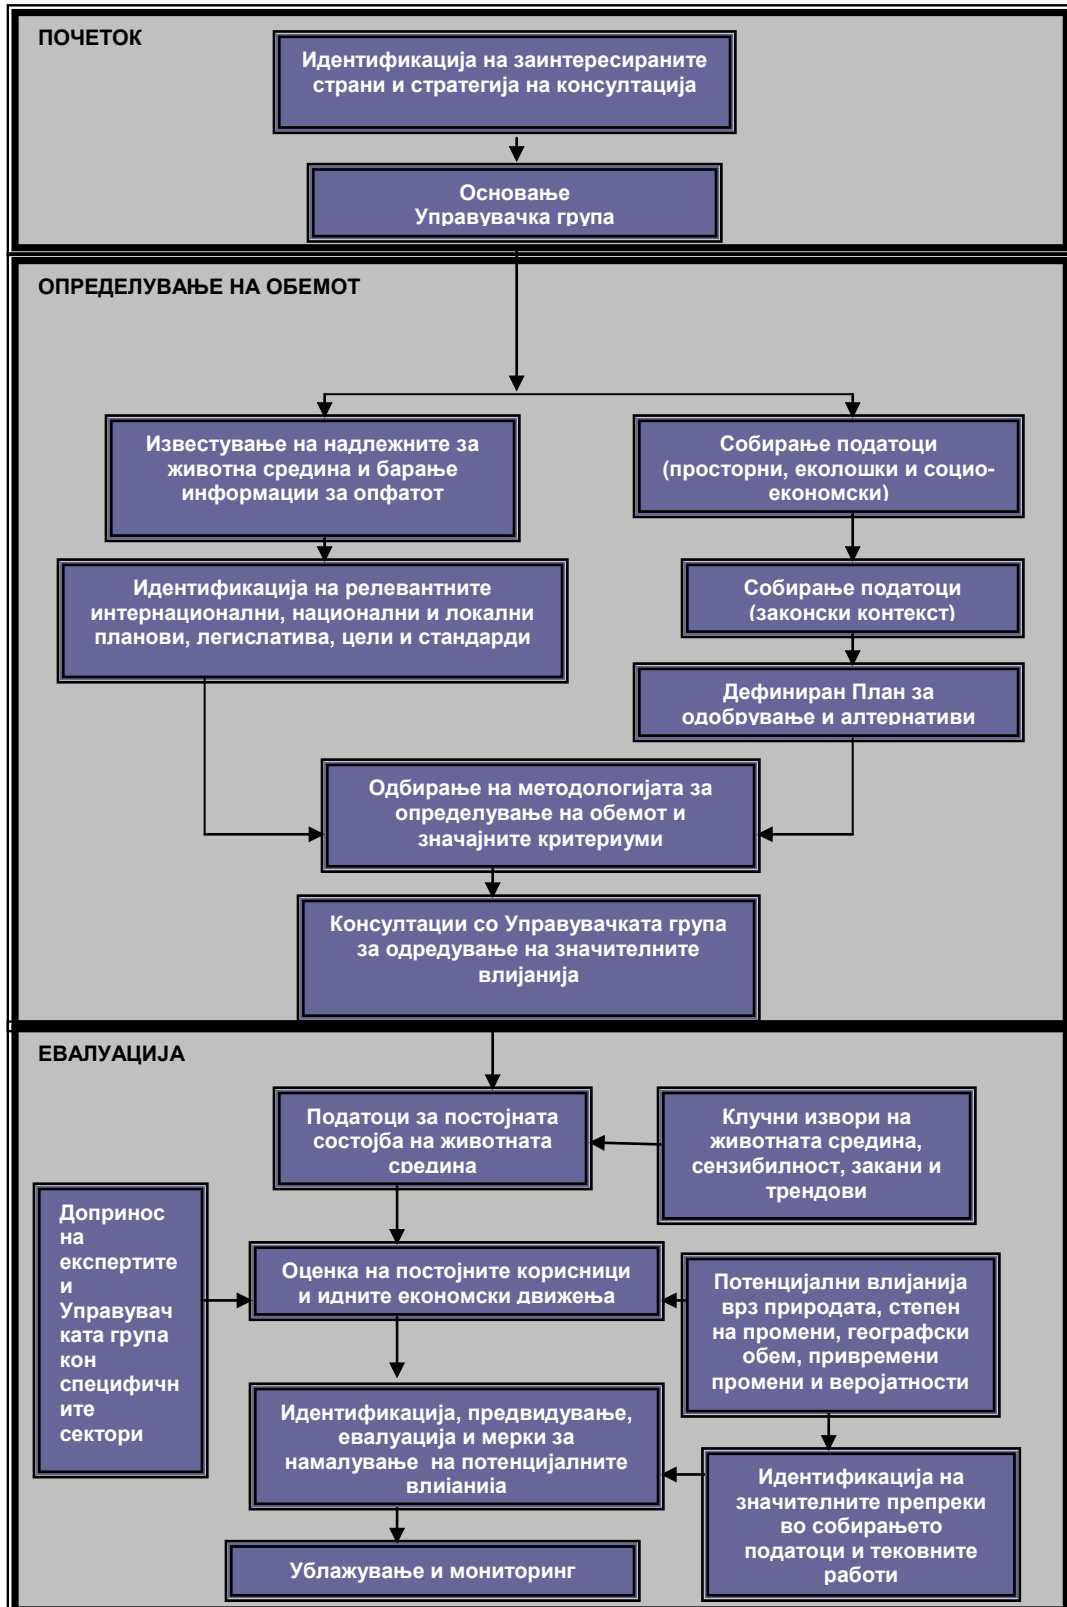 ПОЧЕТОК
Идентификација на заинтересираните
страни и стратегија на консултација
Основање
Управувачка група
ОПРЕДЕЛУВАЊЕ НА ОБЕМОТ
Известување на надлежните за
животна средина и барање
информации за опфатот
Собирање податоци
(просторни, еколошки и социо-
економски)
Идентификација на релевантните
интернационални, национални и локални
планови, легислатива, цели и стандарди
Собирање податоци
(законски контекст)
Дефиниран План за
одобрување и алтернативи
Одбирање на методологијата за
определување на обемот и
значајните критериуми
Консултации со Управувачката група
за одредување на значителните
влијанија
ЕВАЛУАЦИЈА
Податоци за постојната
состојба на животната
средина
Клучни извори на
животната средина,
сензибилност, закани и
трендови
Допринос
на
експертите
и
Управувач
ката група
кон
специфичн
ите
сектори
Оценка на постојните корисници
и идните економски движења
Потенцијални влијанија
врз природата, степен
на промени, географски
обем, привремени
промени и веројатности
Идентификација, предвидување,
евалуација и мерки за
намалување на потенцијалните
влијанија
Идентификација на
значителните препреки
во собирањето
податоци и тековните
работи
Ублажување и мониторинг